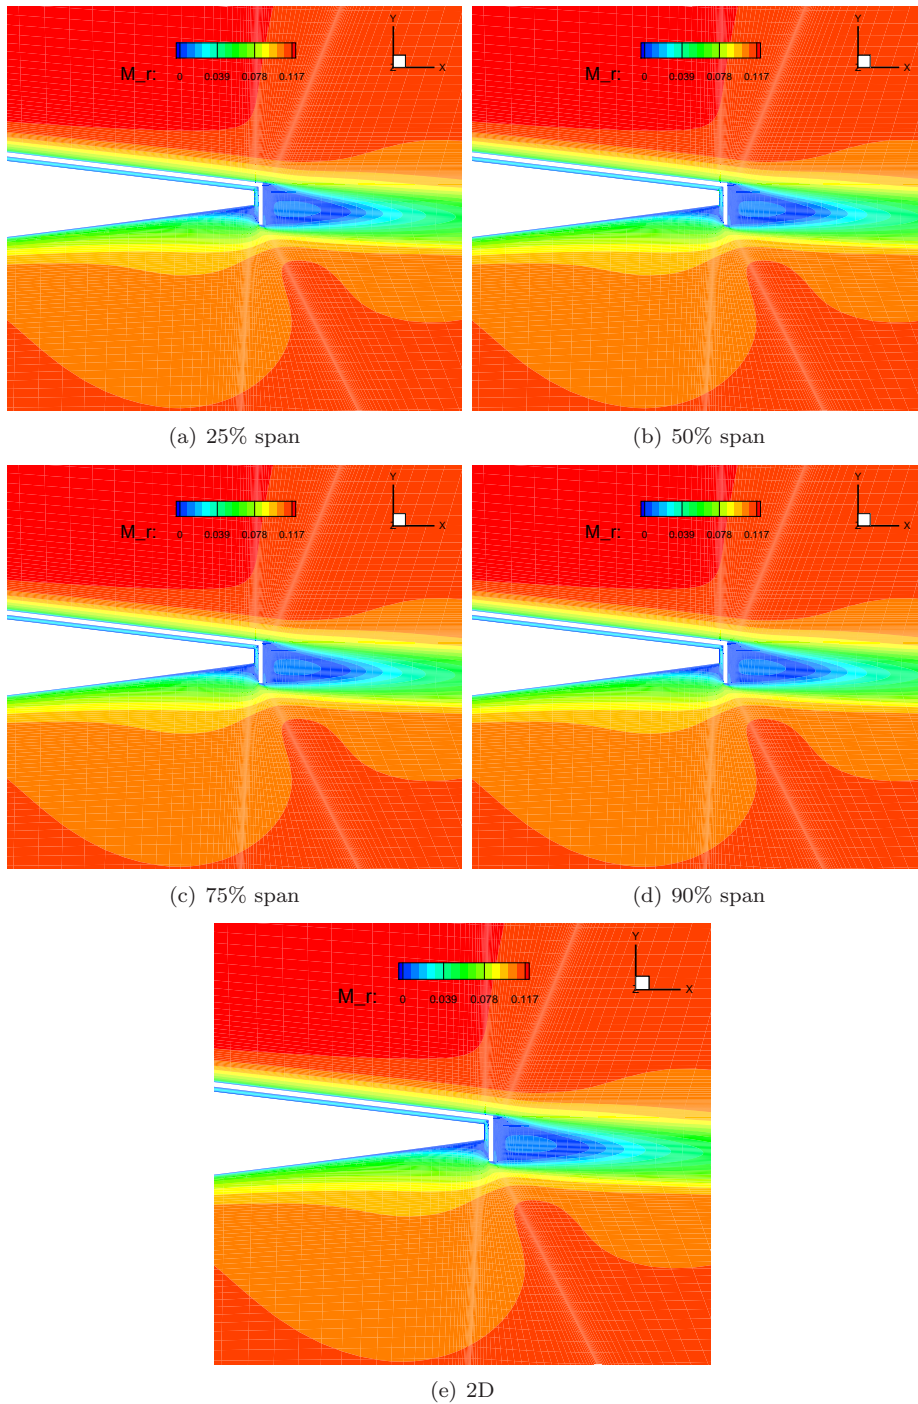 Y
X
Z
M_r:
0 0.039 0.078 0.117
Y
X
Z
M_r:
0 0.039 0.078 0.117
(a) 25% span
(b) 50% span
Y
X
Z
M_r:
0 0.039 0.078 0.117
Y
X
Z
M_r:
0 0.039 0.078 0.117
(c) 75% span
(d) 90% span
Y
X
Z
M_r:
0 0.039 0.078 0.117
(e) 2D